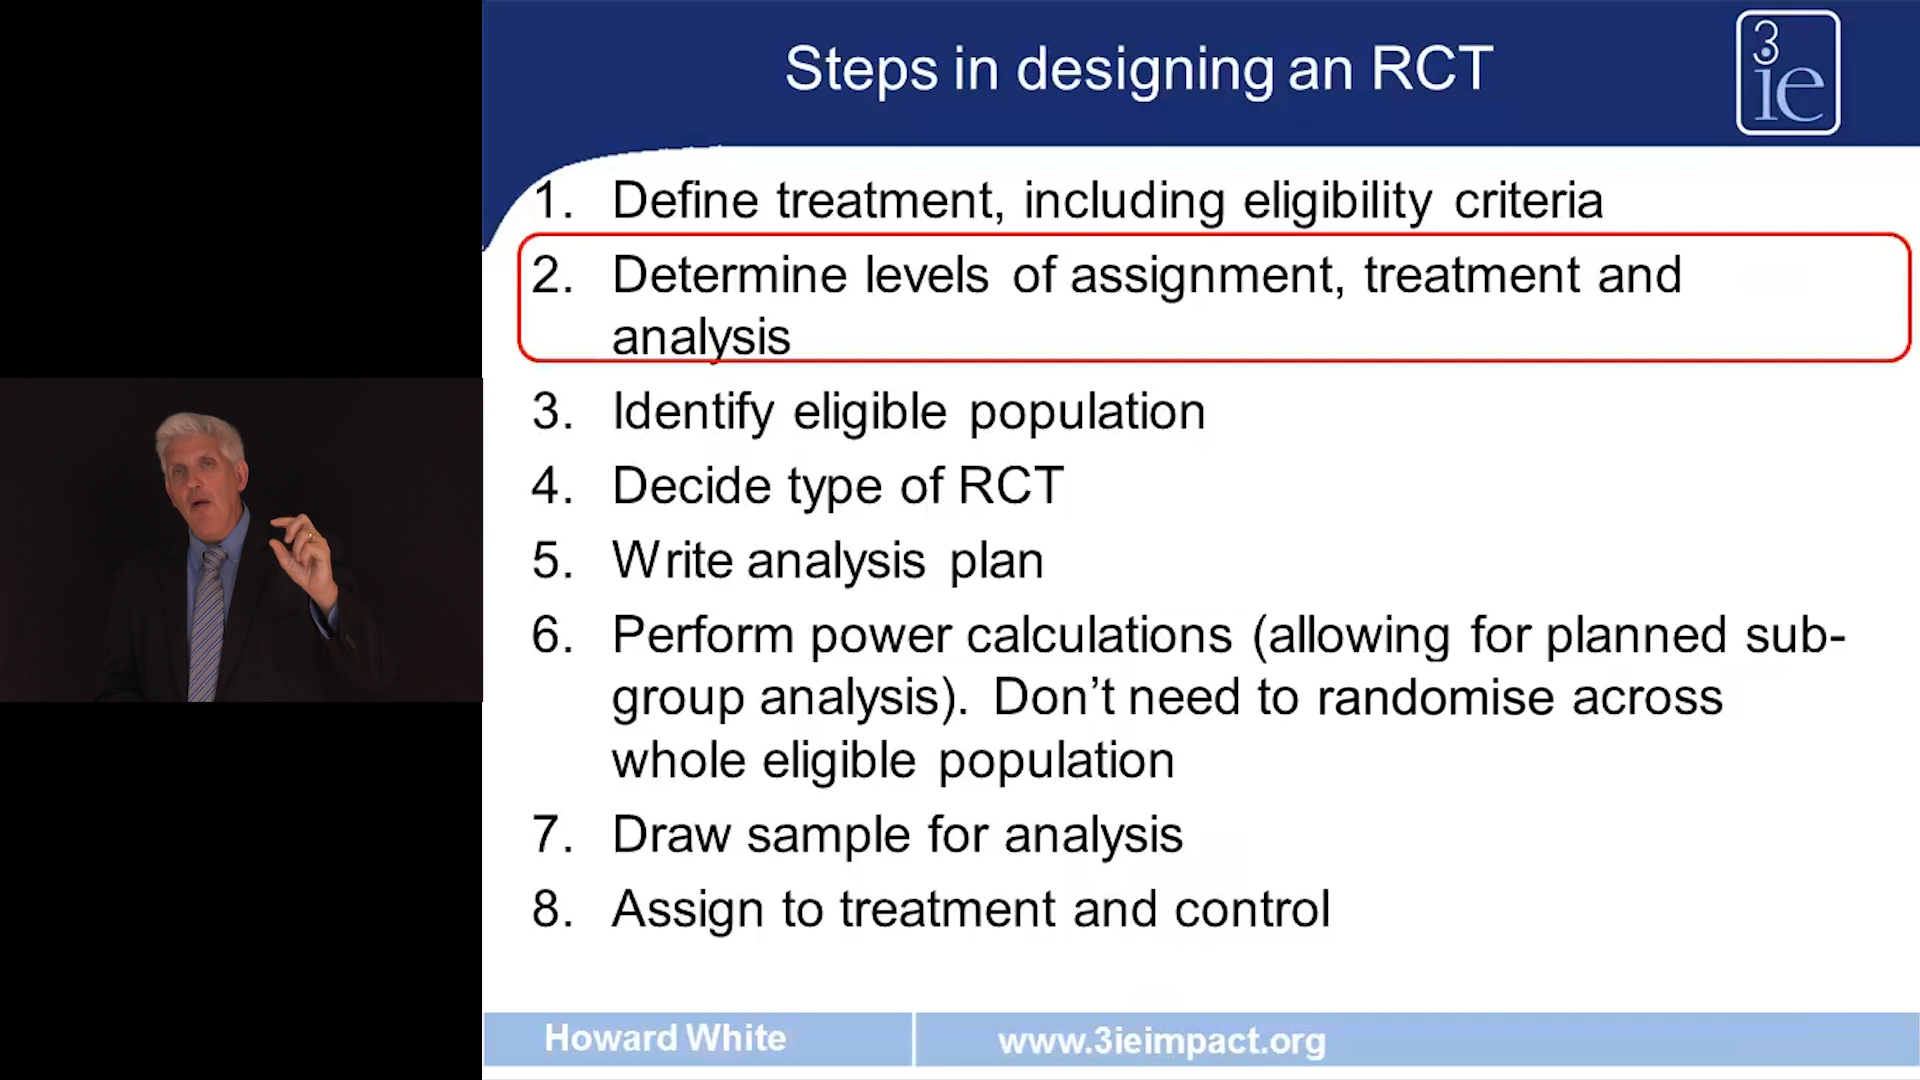 Steps in designing an RCT
3
ie
1. Define treatment, including eligibility criteria
2. Determine levels of assignment, treatment and
analysis
3. Identify eligible population
4. Decide type of RCT
5. Write analysis plan
6. Perform power calculations (allowing for planned sub-
group analysis). Don’t need to randomise across
whole eligible population
7. Draw sample for analysis
8. Assign to treatment and control
Howard White
www.3ieimpact.org